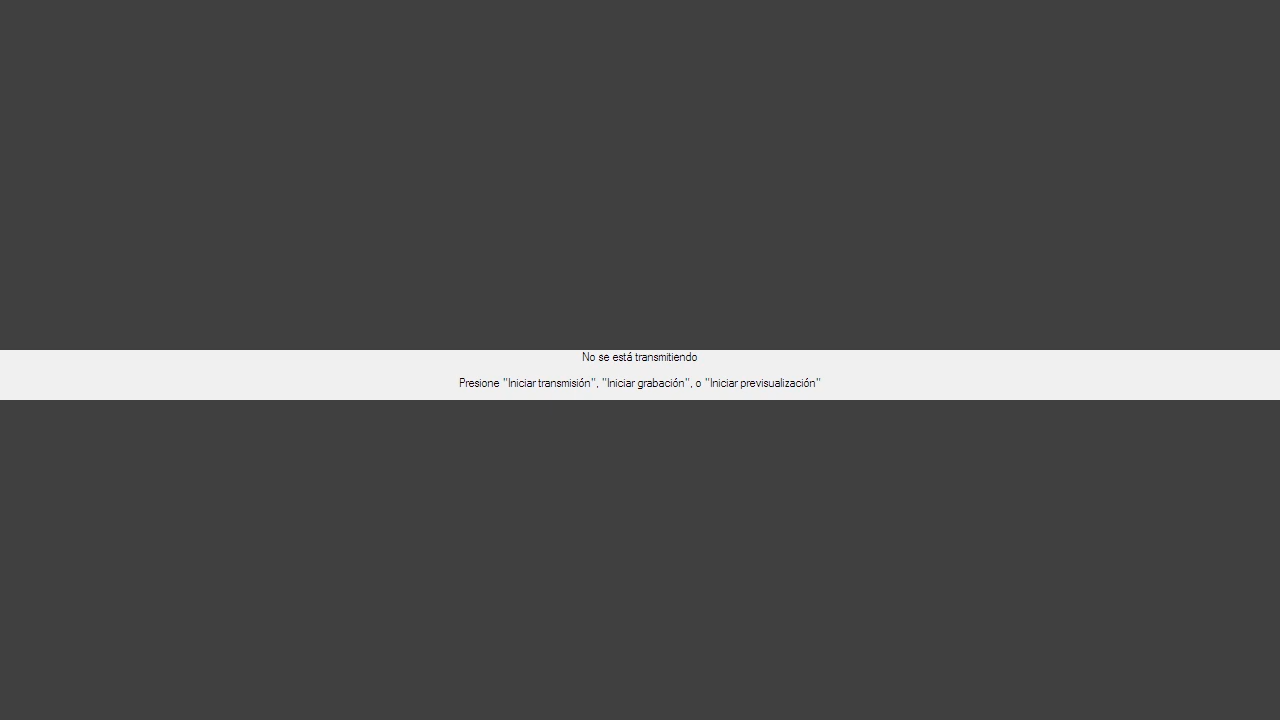 No se está transmitiendo
Presione "Iniciar transmisión", "Iniciar grabación", o "Iniciar previsualización"